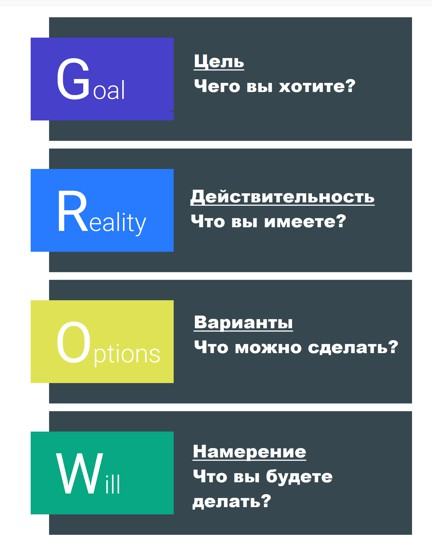 Goal
Цель
Чего вы хотите?
Reality
Действительность
Что вы имеете?
Options
Варианты
Что можно сделать?
Will
Намерение
Что вы будете
делать?